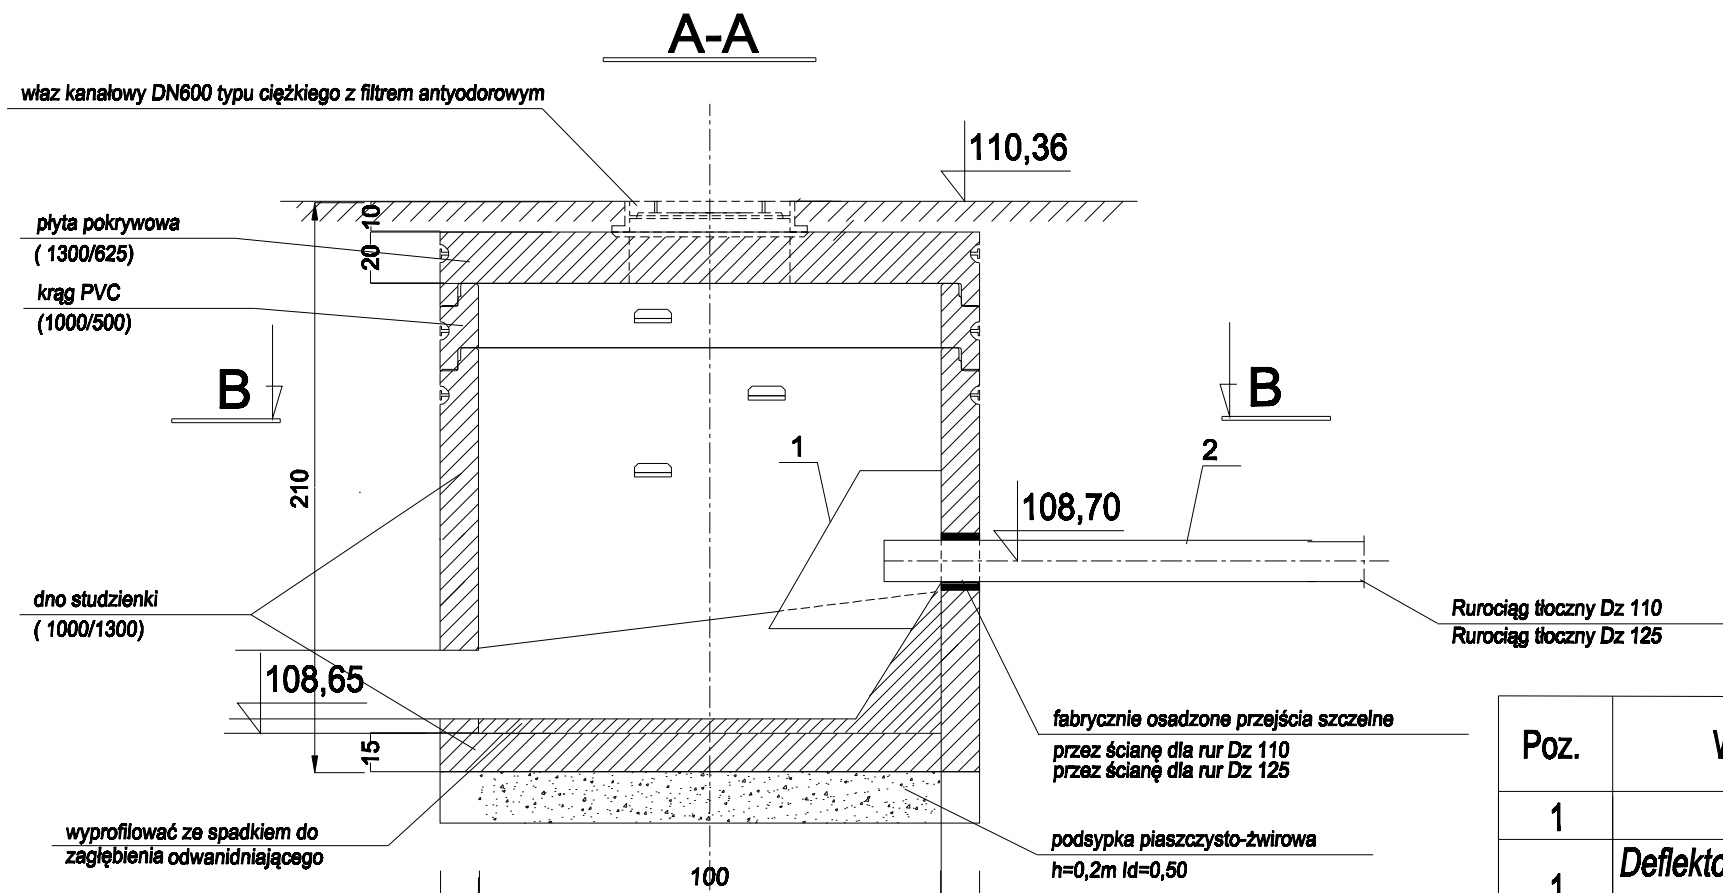 A-A
właz kanałowy DN600 typu ciężkiego z filtrem antyodorowym
110,36
płyta pokrywowa
( 1300/625)
10
20
krąg PVC
(1000/500)
B
B
1
2
210
108,70
dno studzienki
( 1000/1300)
Rurociąg tłoczny Dz 110
Rurociąg tłoczny Dz 125
108,65
fabrycznie osadzone przejścia szczelne
przez ścianę dla rur Dz 110
przez ścianę dla rur Dz 125
15
Poz.
1
wyprofilować ze spadkiem do
zagłębienia odwanidniającego
podsypka piaszczysto-żwirowa
h=0,2m Id=0,50
100
1